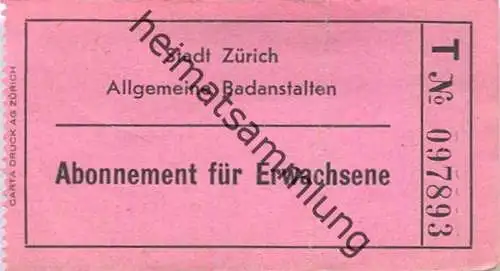 Stadt Zürich
Allgemeine Badanstalten
Abonnement für Erwachsene
T № 097893
CARTA DRUCK AG ZÜRICH
heimatsammlung